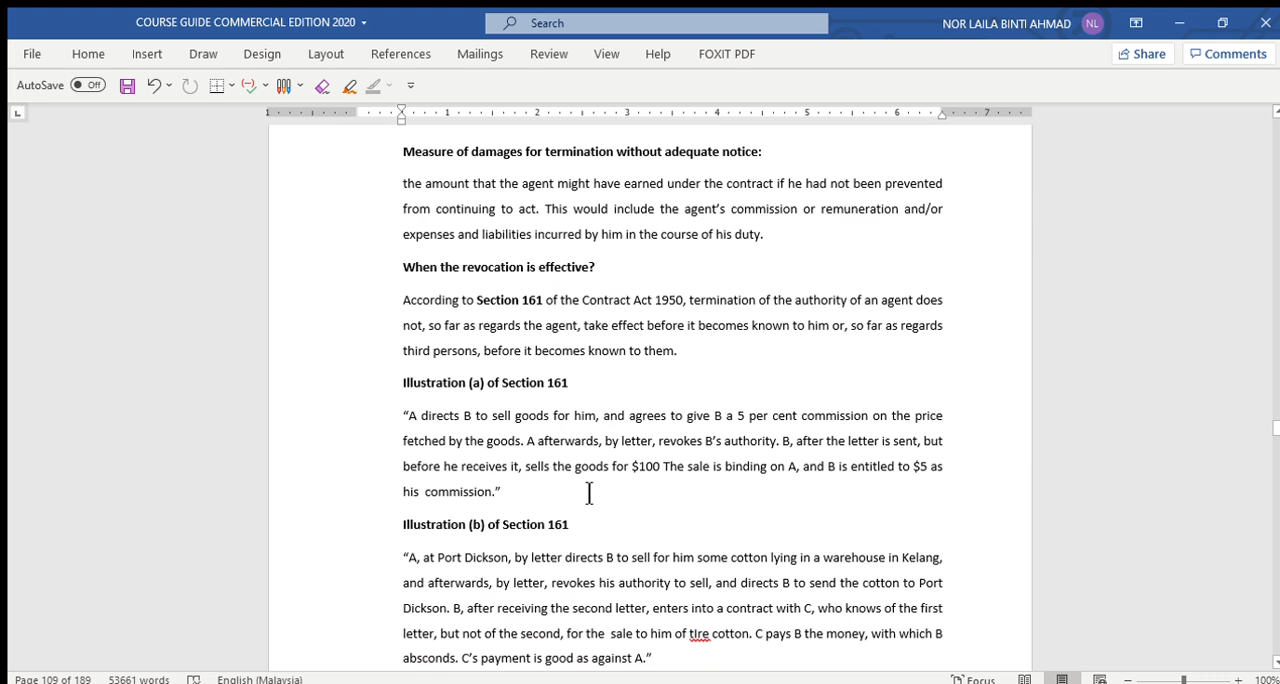 COURSE GUIDE COMMERCIAL EDITION 2020
Search
NOR LAILA BINTI AHMAD NL
File Home Insert Draw Design Layout References Mailings Review View Help FOXIT PDF Share Comments
AutoSave Off
1 1 2 3 4 5 6 7
Measure of damages for termination without adequate notice:
the amount that the agent might have earned under the contract if he had not been prevented
from continuing to act. This would include the agent’s commission or remuneration and/or
expenses and liabilities incurred by him in the course of his duty.
When the revocation is effective?
According to Section 161 of the Contract Act 1950, termination of the authority of an agent does
not, so far as regards the agent, take effect before it becomes known to him or, so far as regards
third persons, before it becomes known to them.
Illustration (a) of Section 161
“A directs B to sell goods for him, and agrees to give B a 5 per cent commission on the price
fetched by the goods. A afterwards, by letter, revokes B’s authority. B, after the letter is sent, but
before he receives it, sells the goods for $100 The sale is binding on A, and B is entitled to $5 as
his commission.”
Illustration (b) of Section 161
“A, at Port Dickson, by letter directs B to sell for him some cotton lying in a warehouse in Kelang,
and afterwards, by letter, revokes his authority to sell, and directs B to send the cotton to Port
Dickson. B, after receiving the second letter, enters into a contract with C, who knows of the first
letter, but not of the second, for the sale to him of tIre cotton. C pays B the money, with which B
absconds. C’s payment is good as against A.”
Page 109 of 189 53661 words English (Malaysia) Focus 100%